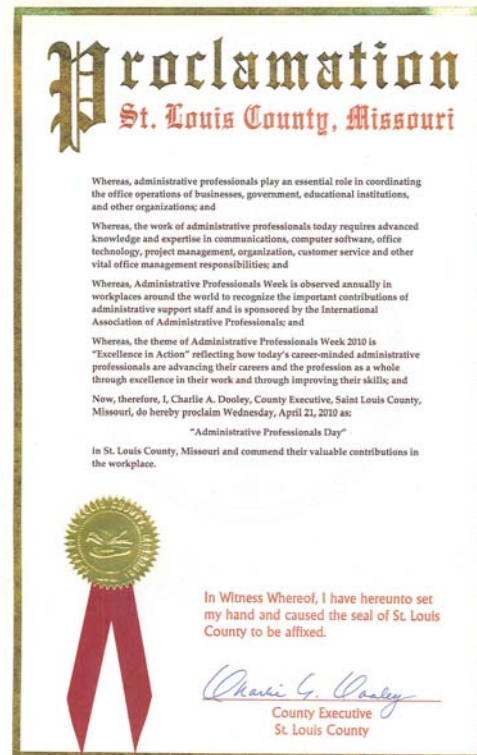 Proclamation
St. Louis County, Missouri
Whereas, administrative professionals play an essential role in coordinating
the office operations of businesses, government, educational institutions,
and other organizations; and
Whereas, the work of administrative professionals today requires advanced
knowledge and expertise in communications, computer software, office
technology, project management, organization, customer service and other
vital office management responsibilities; and
Whereas, Administrative Professionals Week is observed annually in
workplaces around the world to recognize the important contributions of
administrative support staff and is sponsored by the International
Association of Administrative Professionals; and
Whereas, the theme of Administrative Professionals Week 2010 is
"Excellence in Action" reflecting how today's career-minded administrative
professionals are advancing their careers and the profession as a whole
through excellence in their work and through improving their skills; and
Now, therefore, I, Charlie A. Dooley, County Executive, Saint Louis County,
Missouri, do hereby proclaim Wednesday, April 21, 2010 as:
"Administrative Professionals Day"
in St. Louis County, Missouri and commend their valuable contributions in
the workplace.
In Witness Whereof, I have hereunto set
my hand and caused the seal of St. Louis
County to be affixed.
Charlie A. Dooley
County Executive
St. Louis County